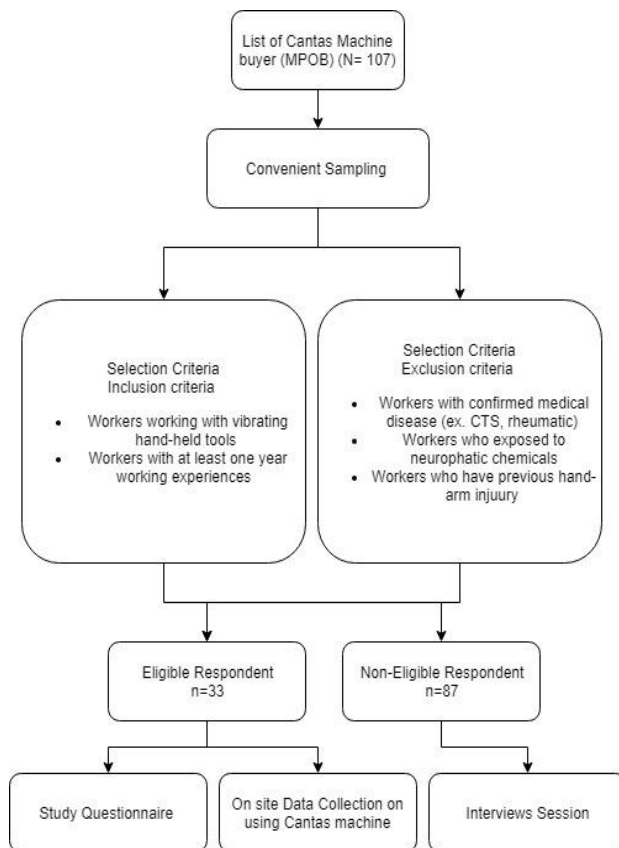 List of Cantas Machine
buyer (MPOB) (N= 107)
Convenient Sampling
Selection Criteria
Inclusion criteria
• Workers working with vibrating
hand-held tools
• Workers with at least one year
working experiences
Selection Criteria
Exclusion criteria
• Workers with confirmed medical
disease (ex. CTS, rheumatic)
• Workers who exposed to
neurophatic chemicals
• Workers who have previous hand-
arm injuury
Eligible Respondent
n=33
Non-Eligible Respondent
n=87
Study Questionnaire
On site Data Collection on
using Cantas machine
Interviews Session